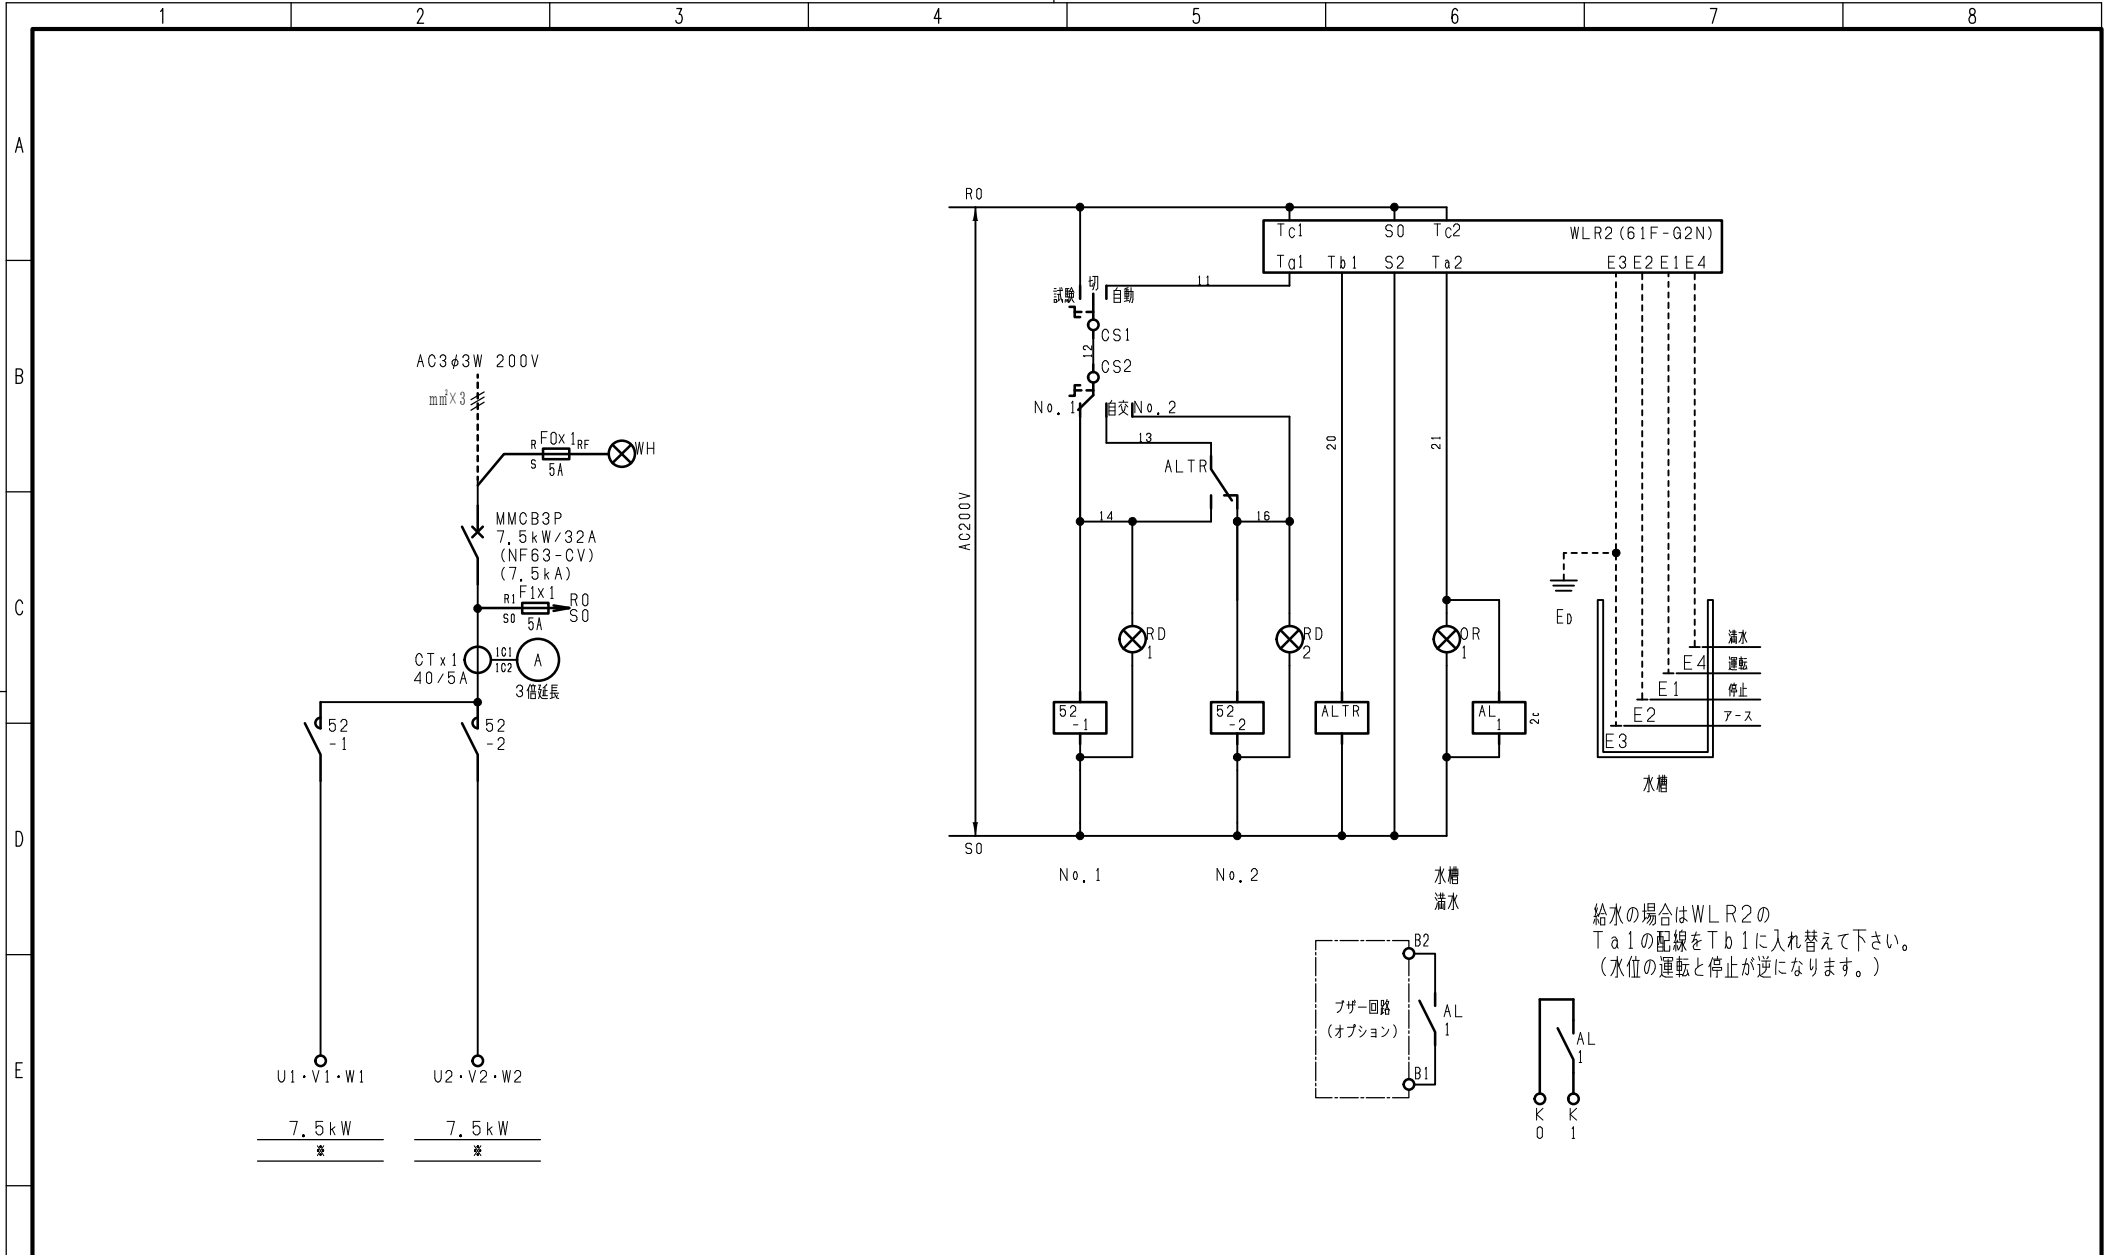 1 2 3 4 5 6 7 8
A
B
C
D
E
AC3φ3W 200V
mm²×3
R F0x1 RF
S 5A
WH
MMCB3P
7.5kW/32A
(NF63-CV)
(7.5kA)
R1 F1x1 R0
S0 5A S0
CTx1
40/5A
1C1
1C2
A
3倍延長
52
-1
52
-2
U1・V1・W1
U2・V2・W2
7.5kW
※
7.5kW
※
R0
AC200V
S0
Tc1 S0 Tc2 WLR2(61F-G2N)
Ta1 Tb1 S2 Ta2 E3 E2 E1 E4
試験 切 自動
11
CS1
12
CS2
No.1 自交 No.2
13
ALTR
14
16
20
21
RD
1
RD
2
OR
1
52
-1
52
-2
ALTR
AL
1
2c
ED
E4 満水
E1 運転
E2 停止
E3 アース
水槽
No.1
No.2
水槽
満水
給水の場合はWLR2の
Ta1の配線をTb1に入れ替えて下さい。
(水位の運転と停止が逆になります。)
ブザー回路
(オプション)
B2
AL
1
B1
AL
1
K
0
K
1